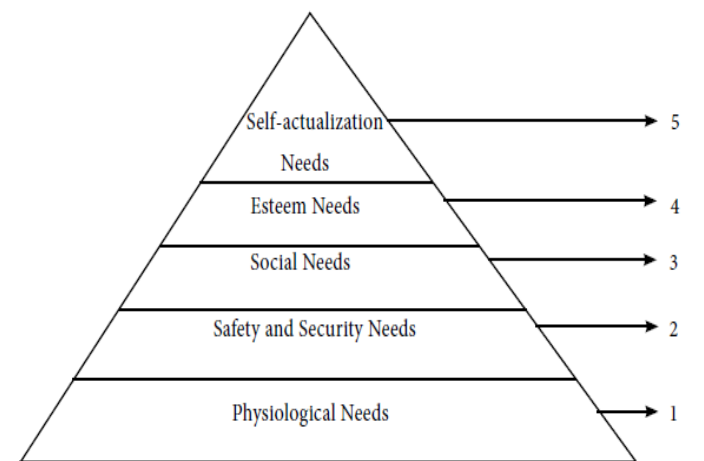 Self-actualization
Needs
5
Esteem Needs
4
Social Needs
3
Safety and Security Needs
2
Physiological Needs
1